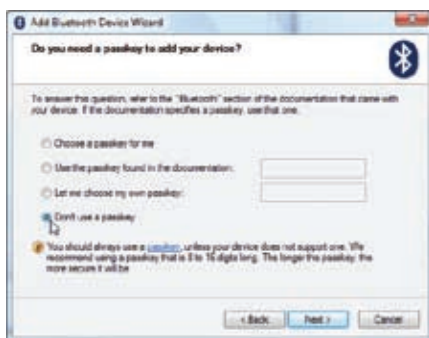 Add Bluetooth Device Wizard
Do you need a passkey to add your device?
To answer this question, refer to the "Bluetooth" section of the documentation that came with
your device. If the documentation specifies a passkey, use that one.
Choose a passkey for me
Use the passkey found in the documentation:
Let me choose my own passkey:
Don't use a passkey
You should always use a passkey, unless your device does not support one. We
recommend using a passkey that is 8 to 16 digits long. The longer the passkey, the
more secure it will be.
< Back
Next >
Cancel